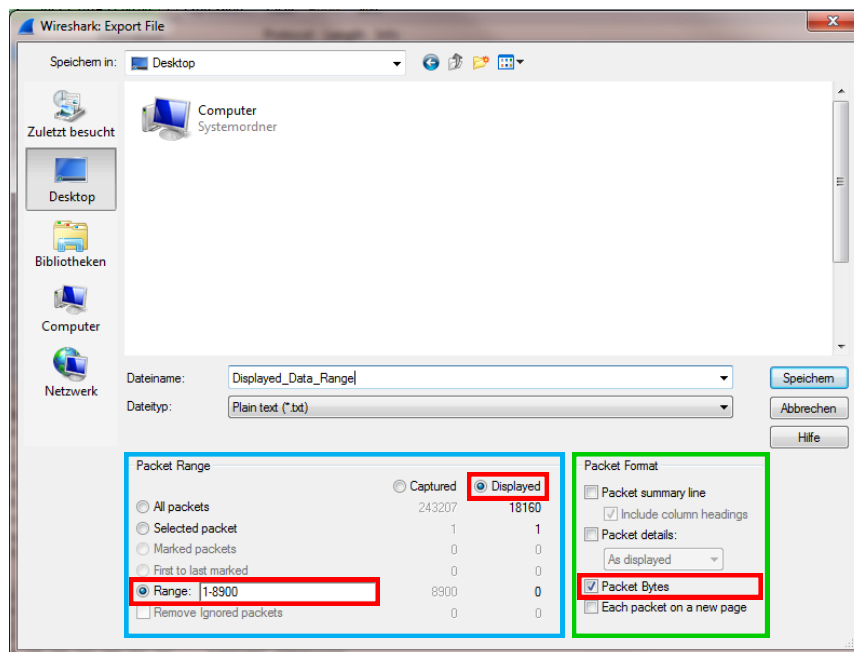 Wireshark: Export File
Speichern in:
Desktop
Zuletzt besucht
Desktop
Bibliotheken
Computer
Netzwerk
Computer
Systemordner
Dateiname:
Displayed_Data_Range
Speichern
Dateityp:
Plain text (*.txt)
Abbrechen
Hilfe
Packet Range
Captured Displayed
All packets 243207 18160
Selected packet 1 1
Marked packets 0 0
First to last marked 0 0
Range: 1-8900 8900 0
Remove Ignored packets 0 0
Packet Format
Packet summary line
Include column headings
Packet details:
As displayed
Packet Bytes
Each packet on a new page